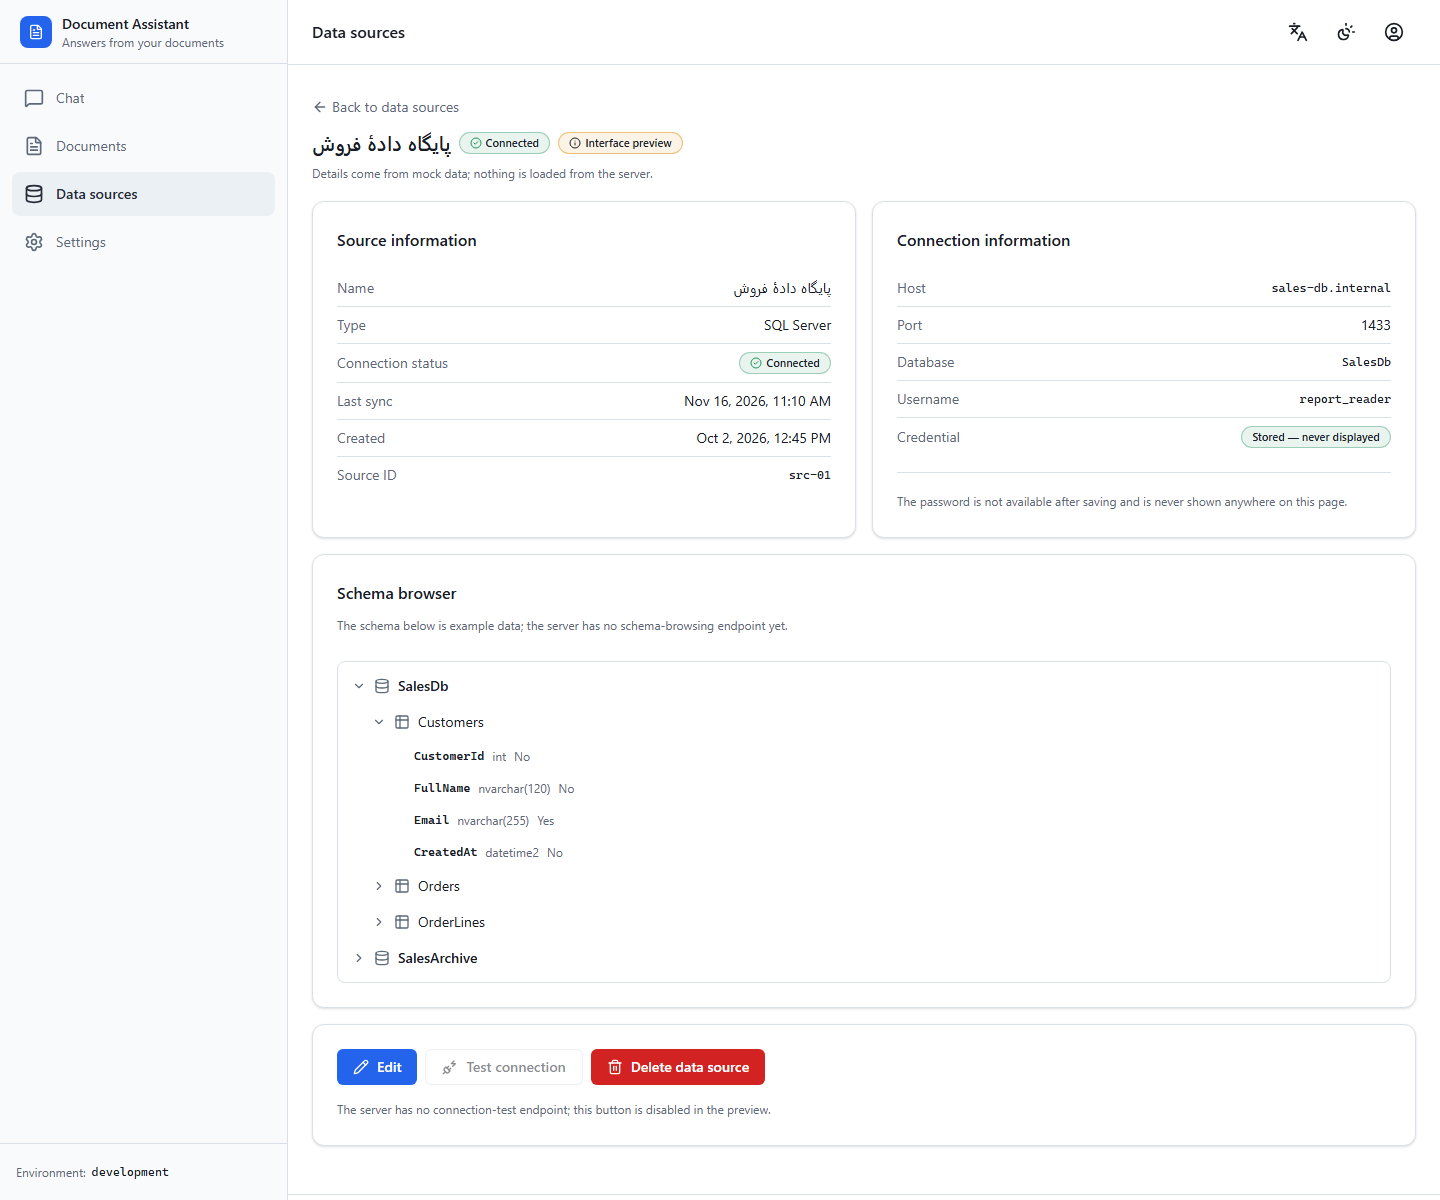 Document Assistant
Answers from your documents
Chat
Documents
Data sources
Settings
Environment: development
Data sources
Back to data sources
پایگاه دادهٔ فروش Connected Interface preview
Details come from mock data; nothing is loaded from the server.
Source information
Name پایگاه دادهٔ فروش
Type SQL Server
Connection status Connected
Last sync Nov 16, 2026, 11:10 AM
Created Oct 2, 2026, 12:45 PM
Source ID src-01
Connection information
Host sales-db.internal
Port 1433
Database SalesDb
Username report_reader
Credential Stored — never displayed
The password is not available after saving and is never shown anywhere on this page.
Schema browser
The schema below is example data; the server has no schema-browsing endpoint yet.
SalesDb
Customers
CustomerId int No
FullName nvarchar(120) No
Email nvarchar(255) Yes
CreatedAt datetime2 No
Orders
OrderLines
SalesArchive
Edit Test connection Delete data source
The server has no connection-test endpoint; this button is disabled in the preview.